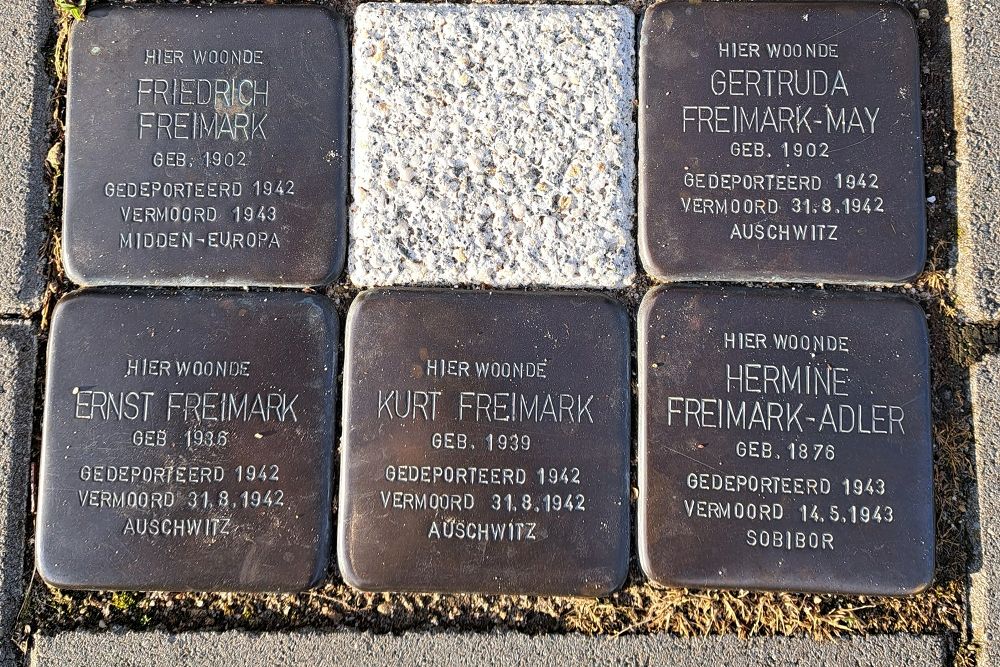 HIER WOONDE
FRIEDRICH
FREIMARK
GEB. 1902
GEDEPORTEERD 1942
VERMOORD 1943
MIDDEN-EUROPA
HIER WOONDE
GERTRUDA
FREIMARK-MAY
GEB. 1902
GEDEPORTEERD 1942
VERMOORD 31.8.1942
AUSCHWITZ
HIER WOONDE
ERNST FREIMARK
GEB. 1936
GEDEPORTEERD 1942
VERMOORD 31.8.1942
AUSCHWITZ
HIER WOONDE
KURT FREIMARK
GEB. 1939
GEDEPORTEERD 1942
VERMOORD 31.8.1942
AUSCHWITZ
HIER WOONDE
HERMINE
FREIMARK-ADLER
GEB. 1876
GEDEPORTEERD 1943
VERMOORD 14.5.1943
SOBIBOR